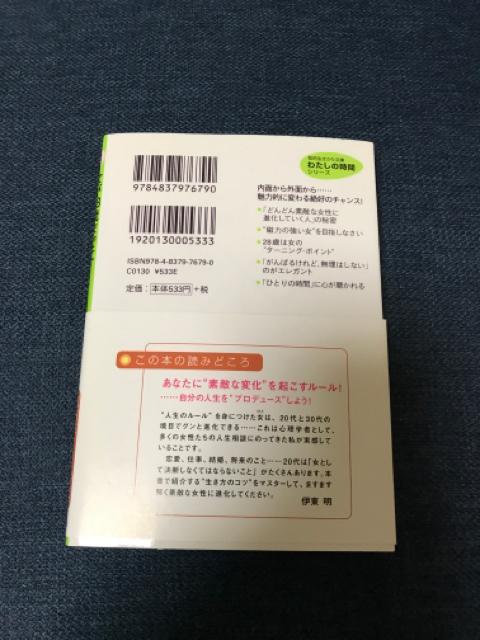 9784837976790
1920130005333
ISBN978-4-8379-7679-0
C0130 ¥533E
定価:本体533円+税
わたしの時間
シリーズ
内面から外面から……
魅力的に変わる絶好のチャンス!
●「どんどん素敵な女性に
進化していく人」の秘密
●“磁力の強い女”を目指しなさい
●28歳は女の
“ターニング・ポイント”
●「がんばるけれど、無理はしない」
のがエレガント
●「ひとりの時間」に心が磨かれる
この本の読みどころ
あなたに“素敵な変化”を起こすルール!
……自分の人生を“プロデュース”しよう!
“人生のルール”を身につけた女は、20代と30代の
境目でグンと進化できる……これは心理学者として、
多くの女性たちの人生相談にのってきた私が実感して
いることです。
恋愛、仕事、結婚、将来のこと……20代は「女とし
て決断しなくてはならないこと」がたくさんあります。本
書で紹介する“生き方のコツ”をマスターして、ますます
輝く素敵な女性に進化してください。
伊東 明